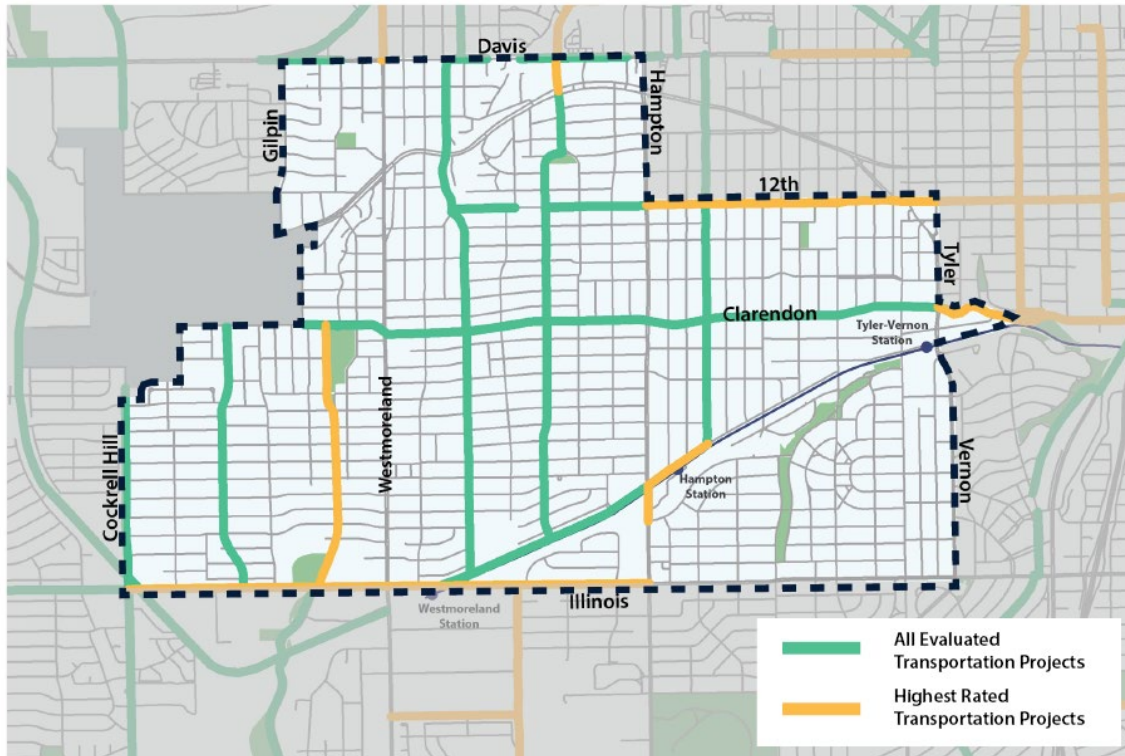 Davis
Gilpin
Hampton
12th
Tyler
Clarendon
Tyler-Vernon
Station
Westmoreland
Cockrell Hill
Vernon
Hampton
Station
Illinois
Westmoreland
Station
All Evaluated
Transportation Projects
Highest Rated
Transportation Projects